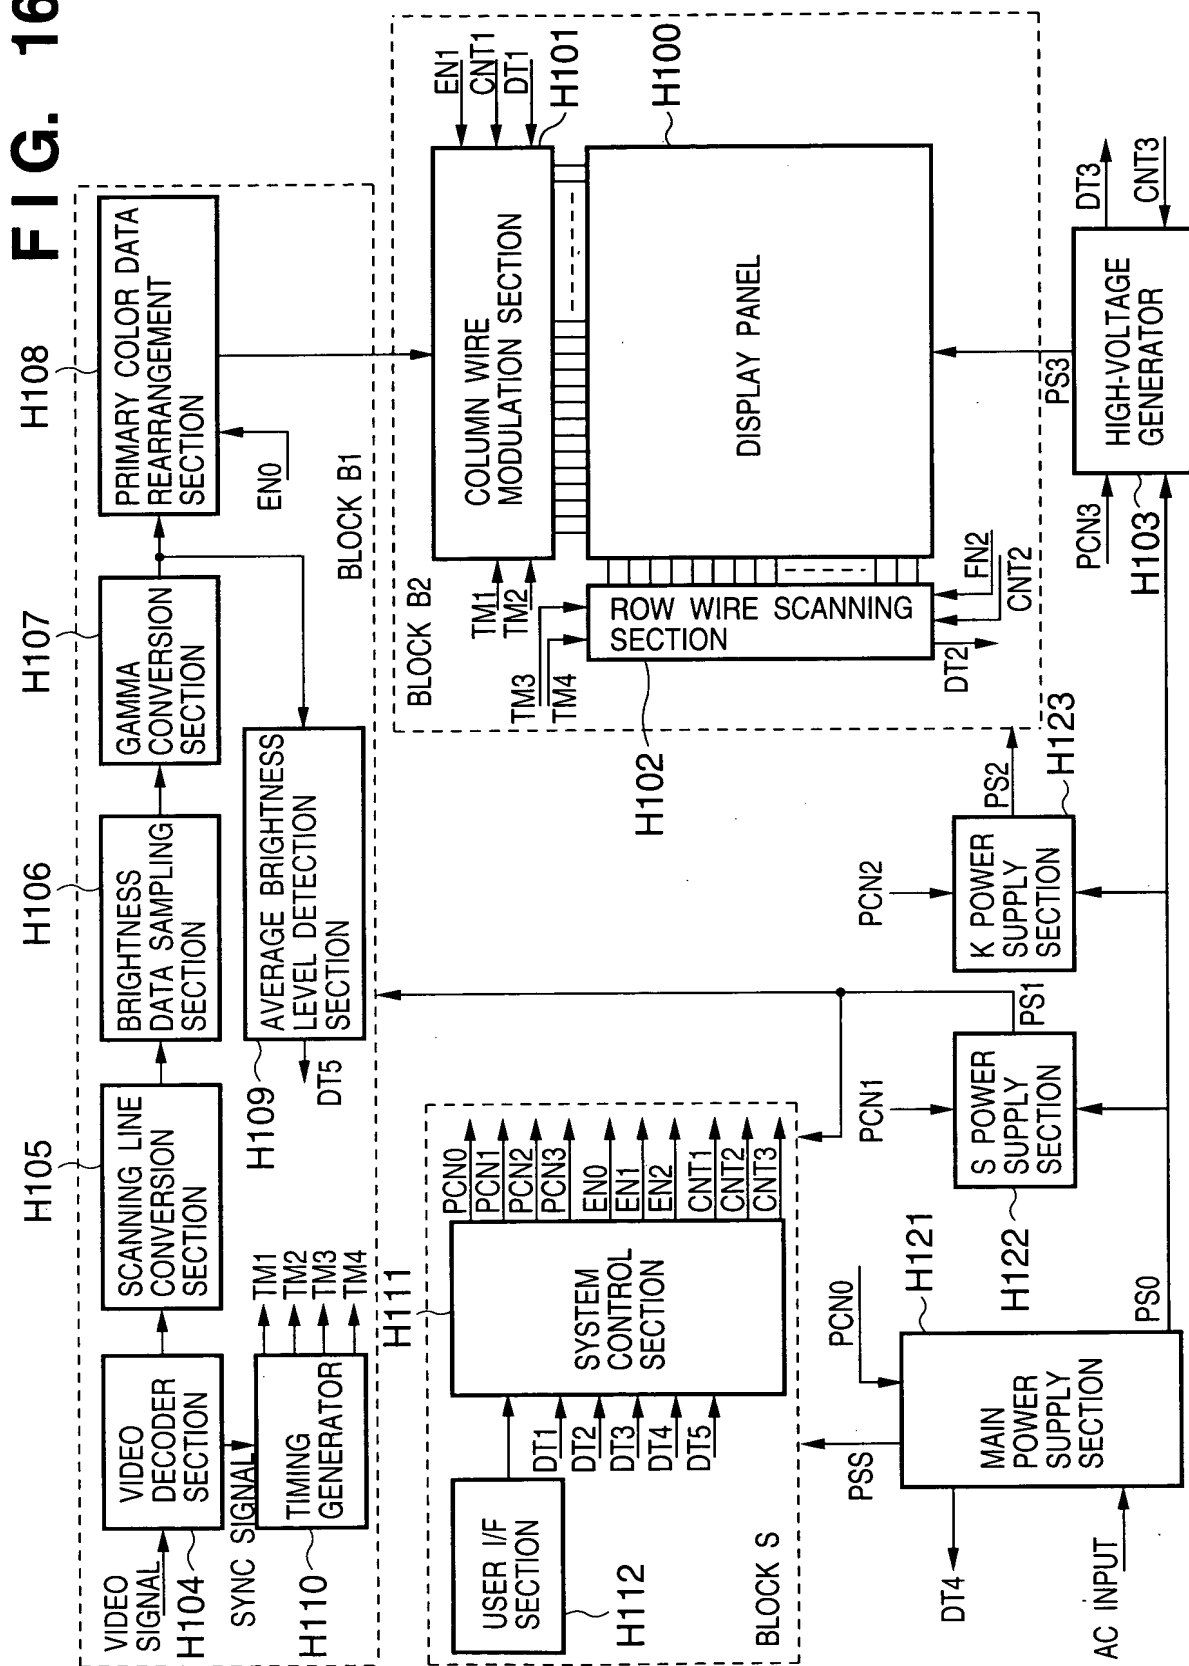 FIG. 16
H104
H105
H106
H107
H108
VIDEO
SIGNAL
VIDEO
DECODER
SECTION
SCANNING LINE
CONVERSION
SECTION
BRIGHTNESS
DATA SAMPLING
SECTION
GAMMA
CONVERSION
SECTION
PRIMARY COLOR DATA
REARRANGEMENT
SECTION
EN0
SYNC SIGNAL
TIMING
GENERATOR
H110
TM1
TM2
TM3
TM4
AVERAGE BRIGHTNESS
LEVEL DETECTION
SECTION
H109
DT5
BLOCK B1
BLOCK B2
COLUMN WIRE
MODULATION SECTION
H101
EN1
CNT1
DT1
TM1
TM2
TM3
TM4
ROW WIRE SCANNING
SECTION
H102
DT2
FN2
CNT2
DISPLAY PANEL
H100
H111
SYSTEM
CONTROL
SECTION
PCN0
PCN1
PCN2
PCN3
EN0
EN1
EN2
CNT1
CNT2
CNT3
DT1
DT2
DT3
DT4
DT5
USER I/F
SECTION
H112
BLOCK S
PSS
DT4
AC INPUT
MAIN
POWER
SUPPLY
SECTION
PCN0
H121
PS0
S POWER
SUPPLY
SECTION
H122
PCN1
PS1
K POWER
SUPPLY
SECTION
H123
PCN2
PS2
HIGH-VOLTAGE
GENERATOR
H103
PCN3
PS3
DT3
CNT3